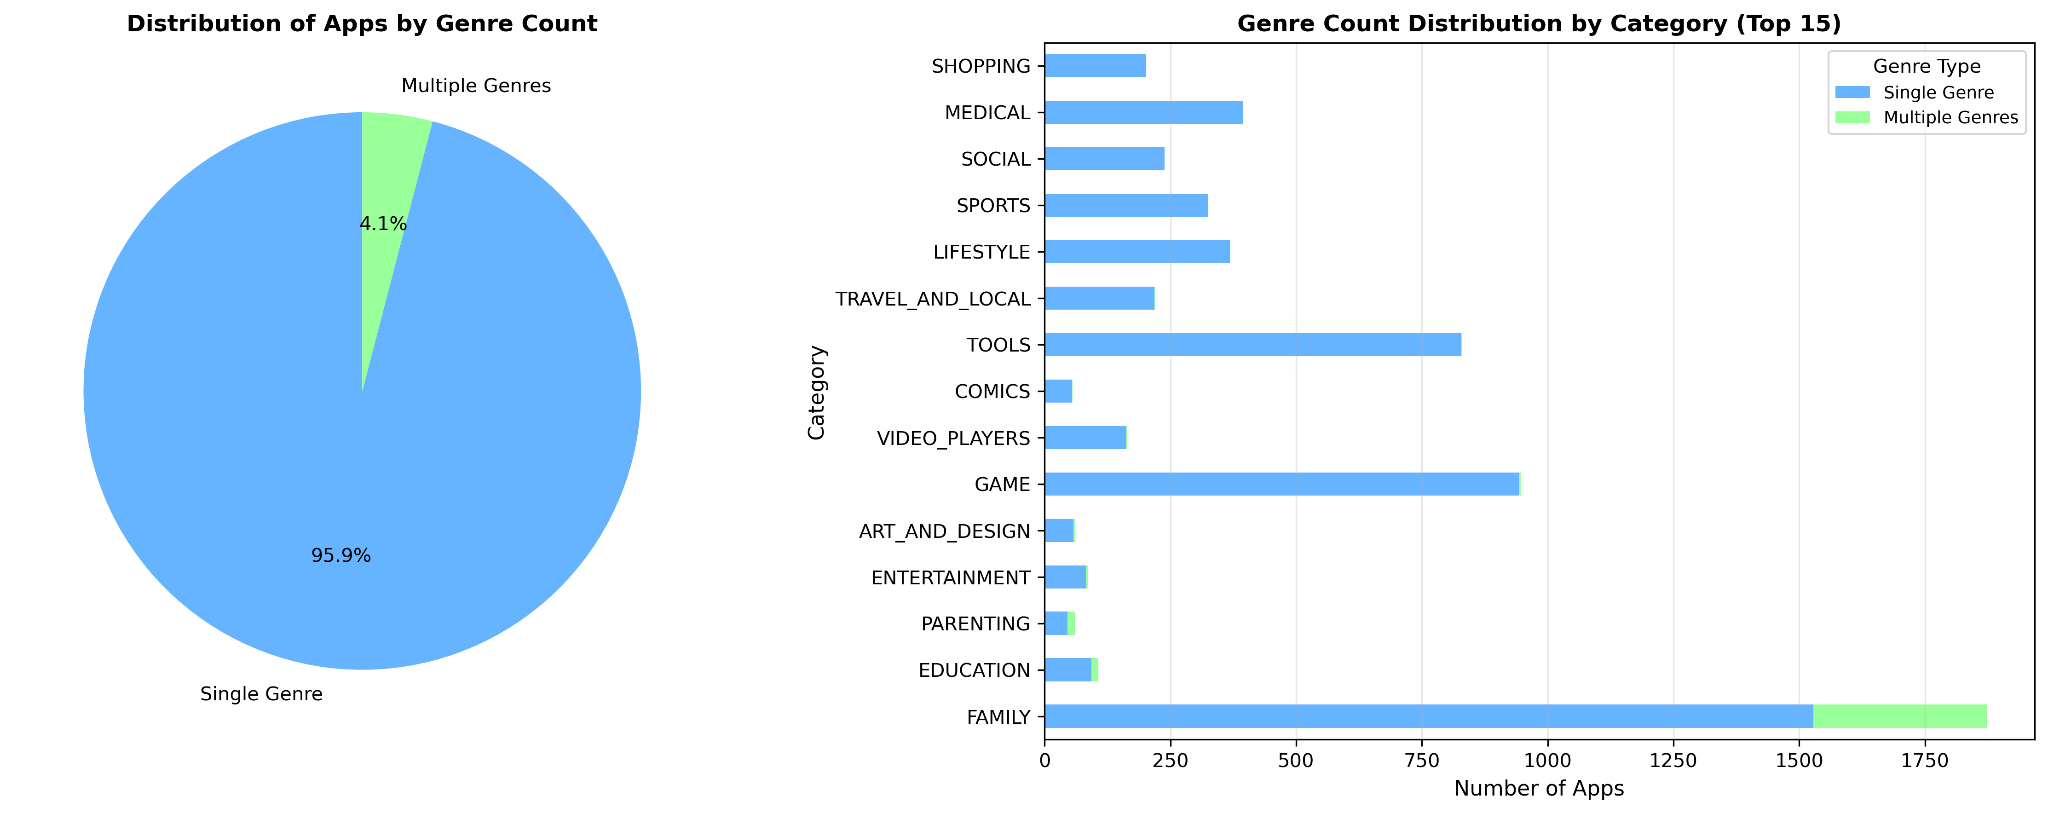 Distribution of Apps by Genre Count
Multiple Genres
4.1%
95.9%
Single Genre
Genre Count Distribution by Category (Top 15)
Genre Type
Single Genre
Multiple Genres
Category
SHOPPING
MEDICAL
SOCIAL
SPORTS
LIFESTYLE
TRAVEL_AND_LOCAL
TOOLS
COMICS
VIDEO_PLAYERS
GAME
ART_AND_DESIGN
ENTERTAINMENT
PARENTING
EDUCATION
FAMILY
0 250 500 750 1000 1250 1500 1750
Number of Apps